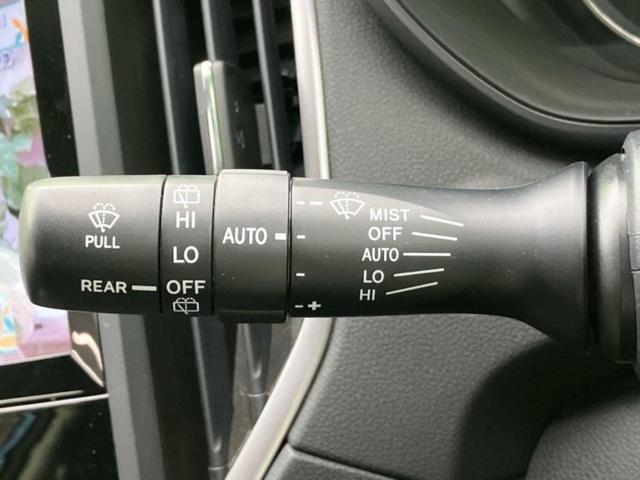 PULL
REAR
HI
LO
OFF
AUTO
--
-
-
-
-+
MIST
OFF
AUTO
LO
HI